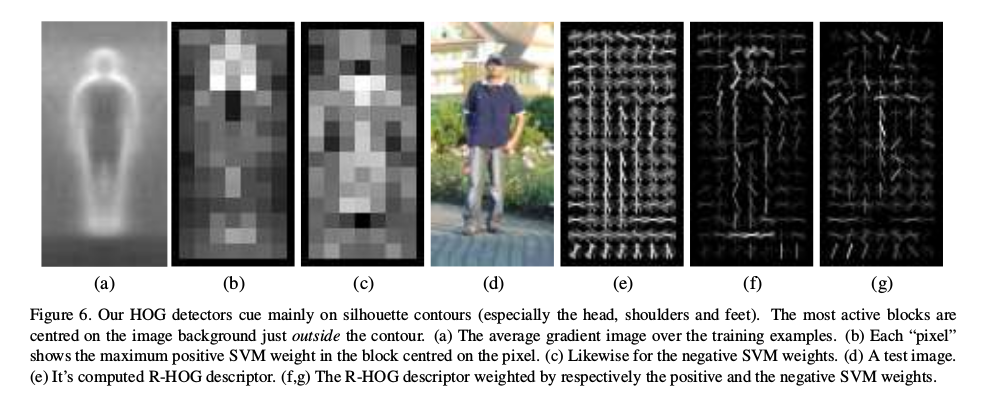 (a) (b) (c) (d) (e) (f) (g)
Figure 6. Our HOG detectors cue mainly on silhouette contours (especially the head, shoulders and feet). The most active blocks are
centred on the image background just outside the contour. (a) The average gradient image over the training examples. (b) Each “pixel”
shows the maximum positive SVM weight in the block centred on the pixel. (c) Likewise for the negative SVM weights. (d) A test image.
(e) It’s computed R-HOG descriptor. (f,g) The R-HOG descriptor weighted by respectively the positive and the negative SVM weights.